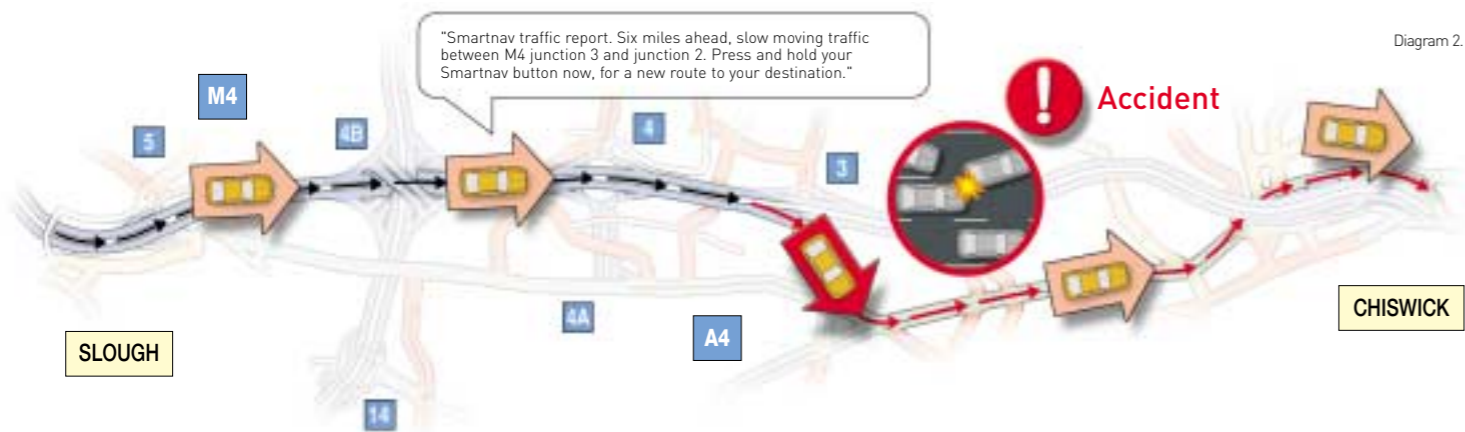 "Smartnav traffic report. Six miles ahead, slow moving traffic
between M4 junction 3 and junction 2. Press and hold your
Smartnav button now, for a new route to your destination."
Diagram 2.
Accident
M4
5
4B
4
3
4A
A4
SLOUGH
CHISWICK
14